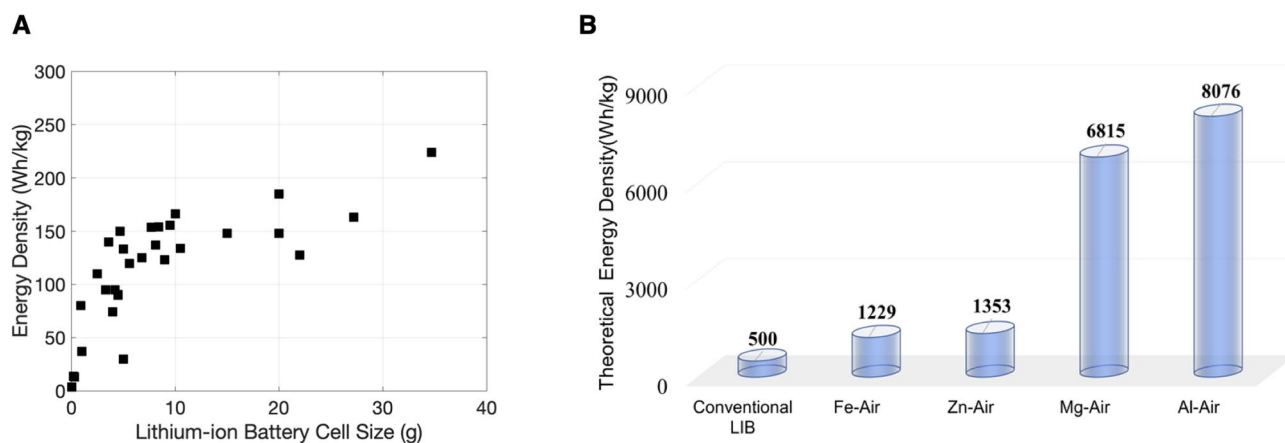 A
Energy Density (Wh/kg)
300
250
200
150
100
50
0
0 10 20 30 40
Lithium-ion Battery Cell Size (g)
B
Theoretical Energy Density(Wh/kg)
9000
6000
3000
0
500
1229
1353
6815
8076
Conventional LIB
Fe-Air
Zn-Air
Mg-Air
Al-Air